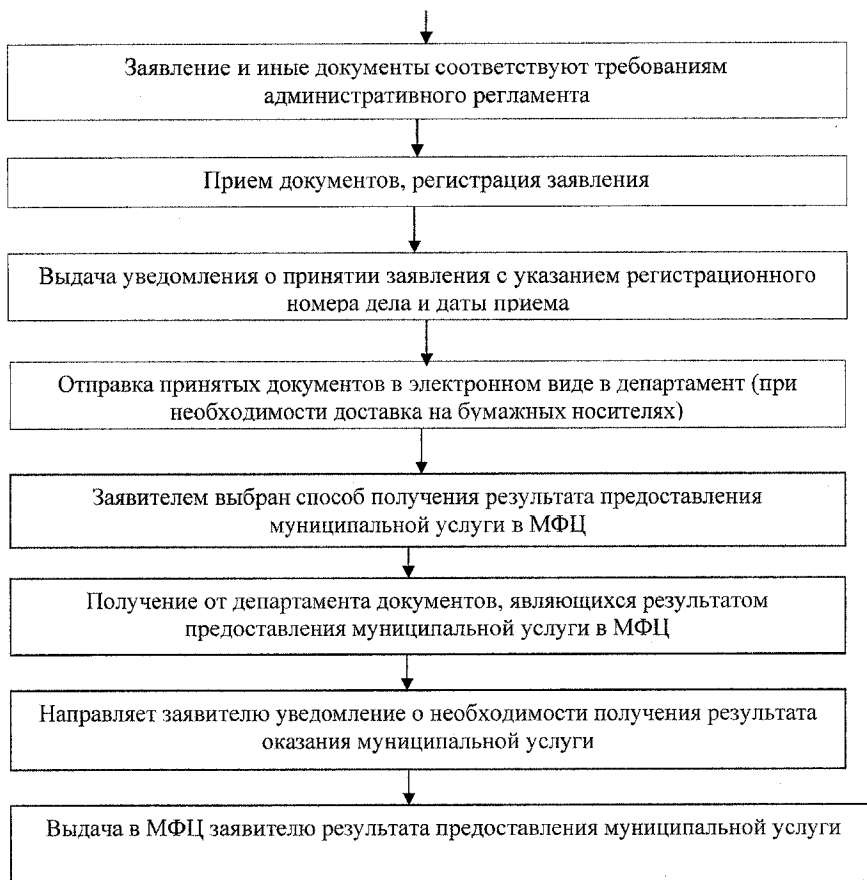 Заявление и иные документы соответствуют требованиям
административного регламента
Прием документов, регистрация заявления
Выдача уведомления о принятии заявления с указанием регистрационного
номера дела и даты приема
Отправка принятых документов в электронном виде в департамент (при
необходимости доставка на бумажных носителях)
Заявителем выбран способ получения результата предоставления
муниципальной услуги в МФЦ
Получение от департамента документов, являющихся результатом
предоставления муниципальной услуги в МФЦ
Направляет заявителю уведомление о необходимости получения результата
оказания муниципальной услуги
Выдача в МФЦ заявителю результата предоставления муниципальной услуги